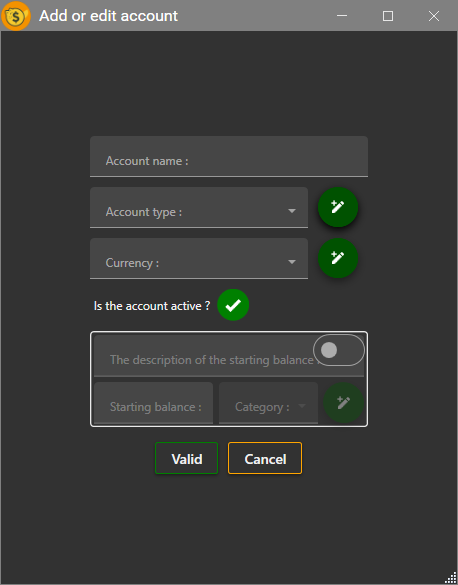 Add or edit account
Account name :
Account type :
Currency :
Is the account active ?
The description of the starting balance :
Starting balance :
Category :
Valid
Cancel